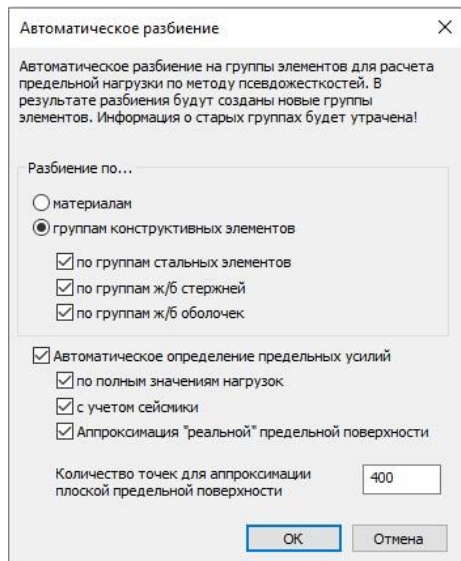 Автоматическое разбиение
Автоматическое разбиение на группы элементов для расчета
предельной нагрузки по методу псевдожесткостей. В
результате разбиения будут созданы новые группы
элементов. Информация о старых группах будет утрачена!
Разбиение по...
материалам
группам конструктивных элементов
по группам стальных элементов
по группам ж/б стержней
по группам ж/б оболочек
Автоматическое определение предельных усилий
по полным значениям нагрузок
с учетом сейсмики
Аппроксимация "реальной" предельной поверхности
Количество точек для аппроксимации
плоской предельной поверхности
400
ОК
Отмена